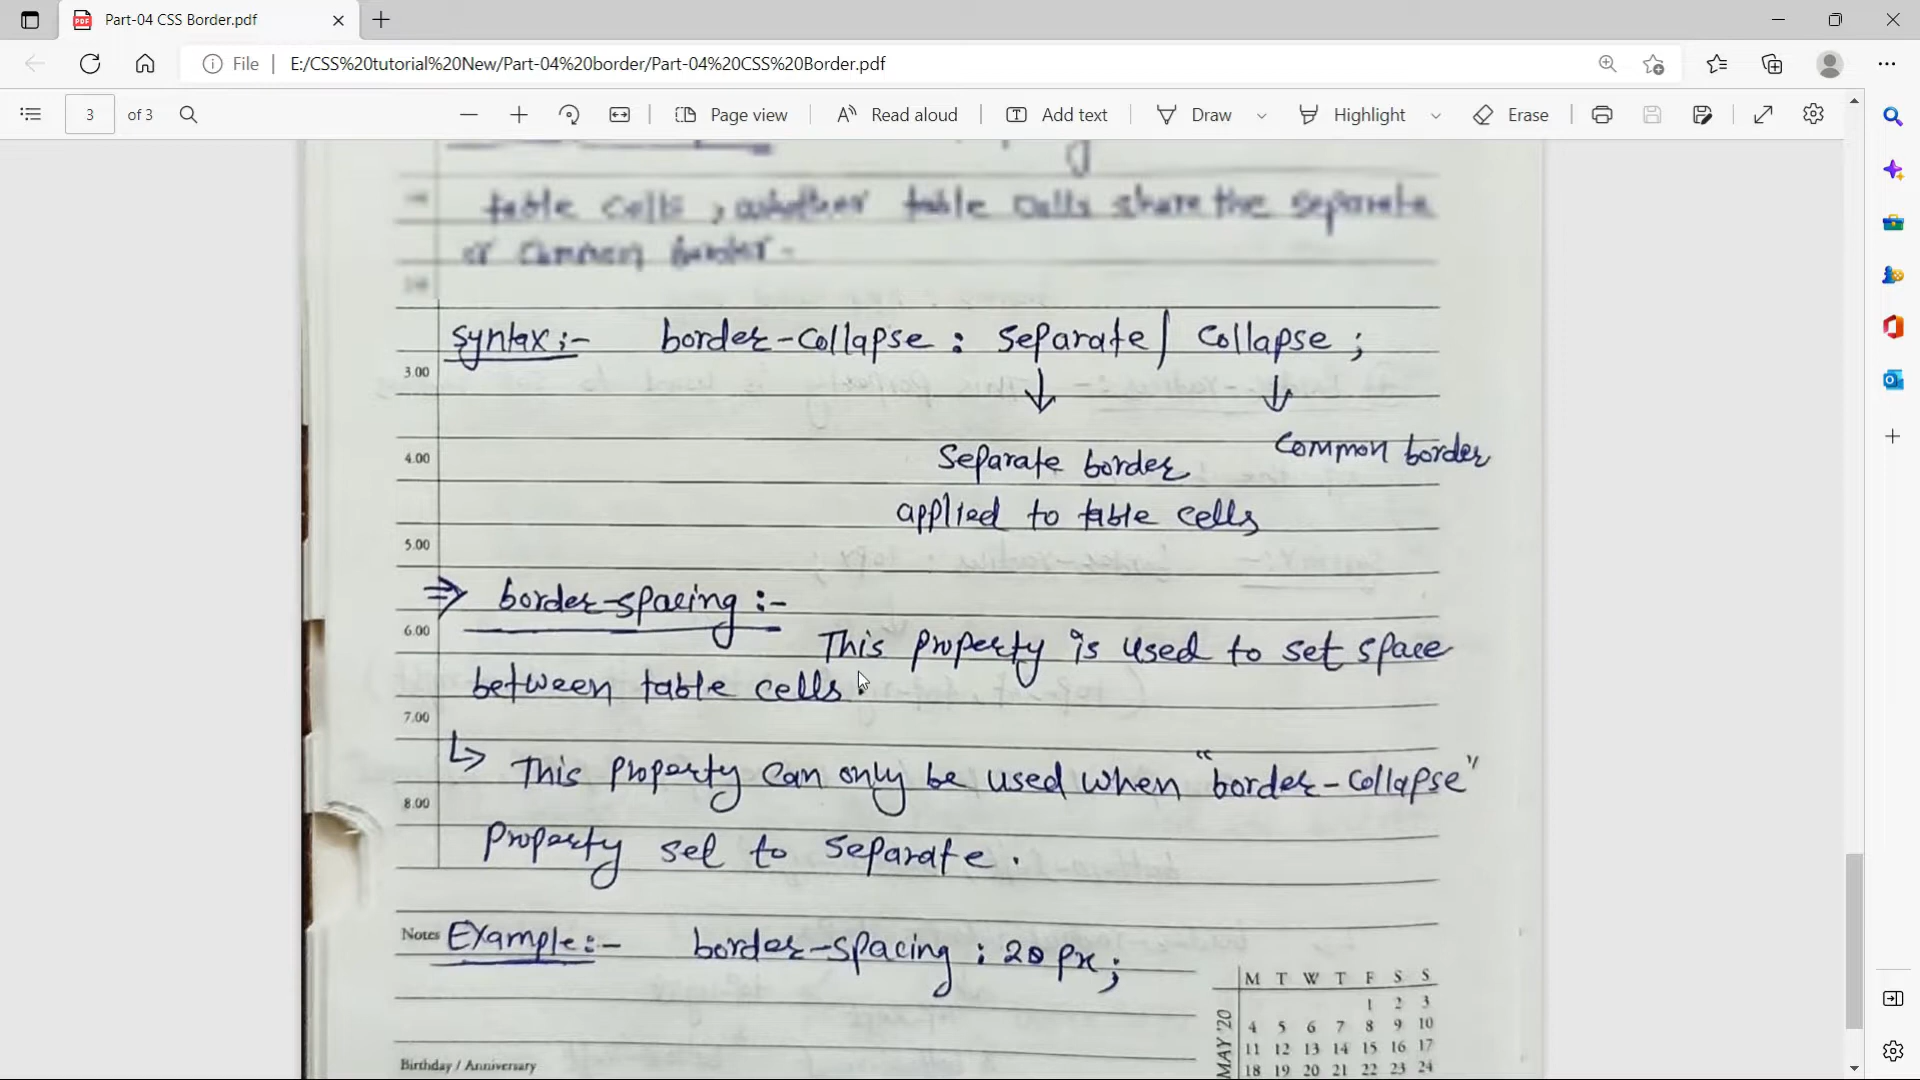 Part-04 CSS Border.pdf
File
E:/CSS%20tutorial%20New/Part-04%20border/Part-04%20CSS%20Border.pdf
3 of 3
Page view
Read aloud
Add text
Draw
Highlight
Erase
table cells, whether table cells share the separate
or common border.
Syntax:- border-collapse : separate/ collapse ;
3.00
4.00
Separate border
Common border
applied to table cells
5.00
⇒ border-spacing :-
6.00
This property is used to set space
between table cells.
7.00
↳ This property can only be used when "border-collapse"
8.00
Property set to separate.
Notes
Example:- border-spacing : 20 px;
M T W T F S S
1 2 3
4 5 6 7 8 9 10
11 12 13 14 15 16 17
18 19 20 21 22 23 24
MAY '20
Birthday / Anniversary